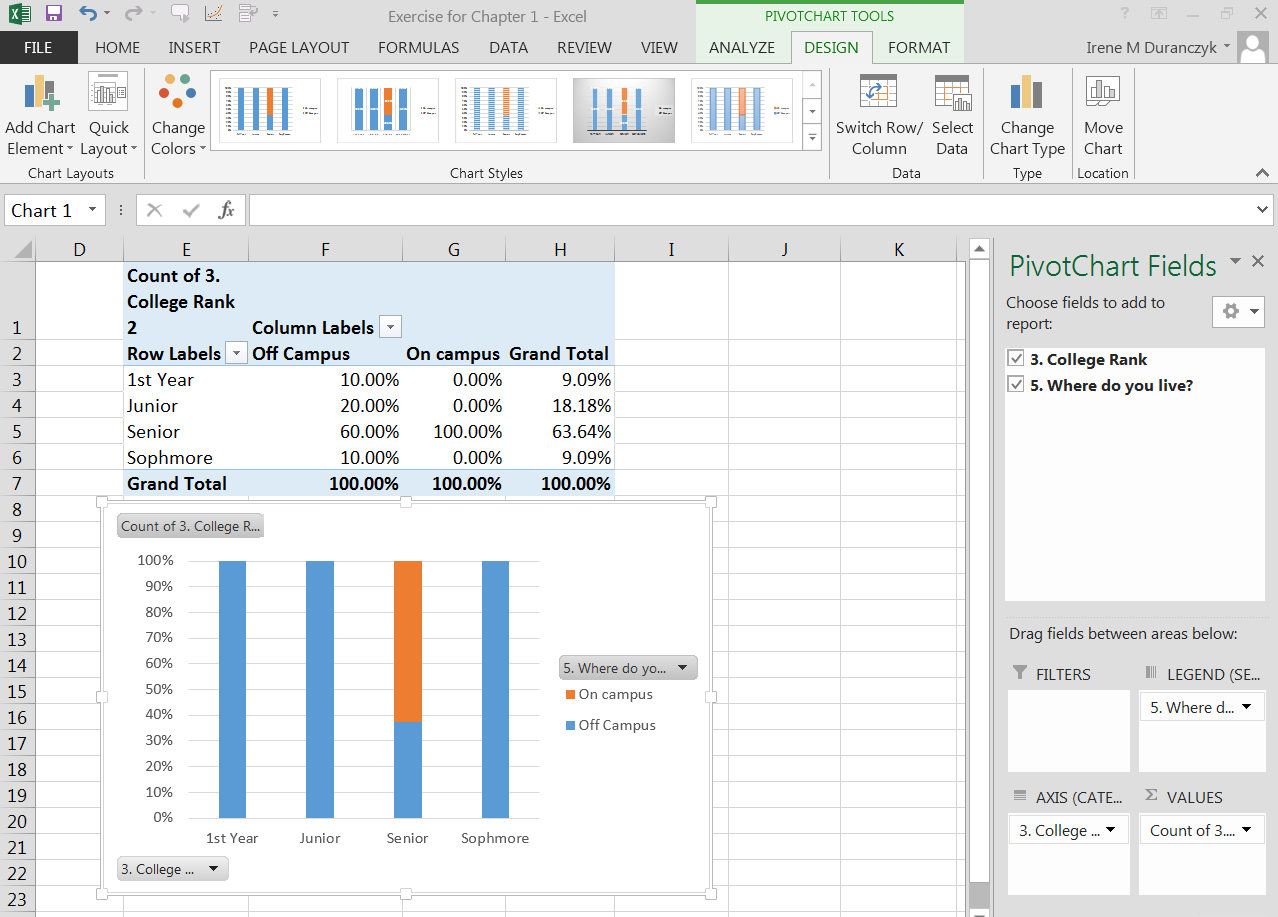 Exercise for Chapter 1 - Excel
PIVOTCHART TOOLS
?
FILE HOME INSERT PAGE LAYOUT FORMULAS DATA REVIEW VIEW ANALYZE DESIGN FORMAT Irene M Duranczyk
Add Chart Element
Quick Layout
Chart Layouts
Change Colors
Chart Styles
Switch Row/ Column
Select Data
Data
Change Chart Type
Type
Move Chart
Location
Chart 1 fx
D E F G H I J K
1 Count of 3. College Rank 2 Column Labels
2 Row Labels Off Campus On campus Grand Total
3 1st Year 10.00% 0.00% 9.09%
4 Junior 20.00% 0.00% 18.18%
5 Senior 60.00% 100.00% 63.64%
6 Sophmore 10.00% 0.00% 9.09%
7 Grand Total 100.00% 100.00% 100.00%
8
9
10
11
12
13
14
15
16
17
18
19
20
21
22
23
Count of 3. College R...
100%
90%
80%
70%
60%
50%
40%
30%
20%
10%
0%
1st Year Junior Senior Sophmore
3. College ...
5. Where do yo...
On campus
Off Campus
PivotChart Fields
Choose fields to add to
report:
3. College Rank
5. Where do you live?
Drag fields between areas below:
FILTERS
LEGEND (SE...
5. Where d...
AXIS (CATE...
3. College ...
Σ VALUES
Count of 3....